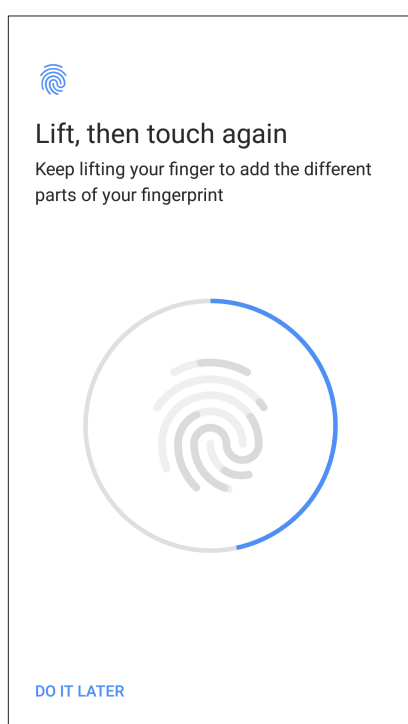 Lift, then touch again
Keep lifting your finger to add the different
parts of your fingerprint
DO IT LATER